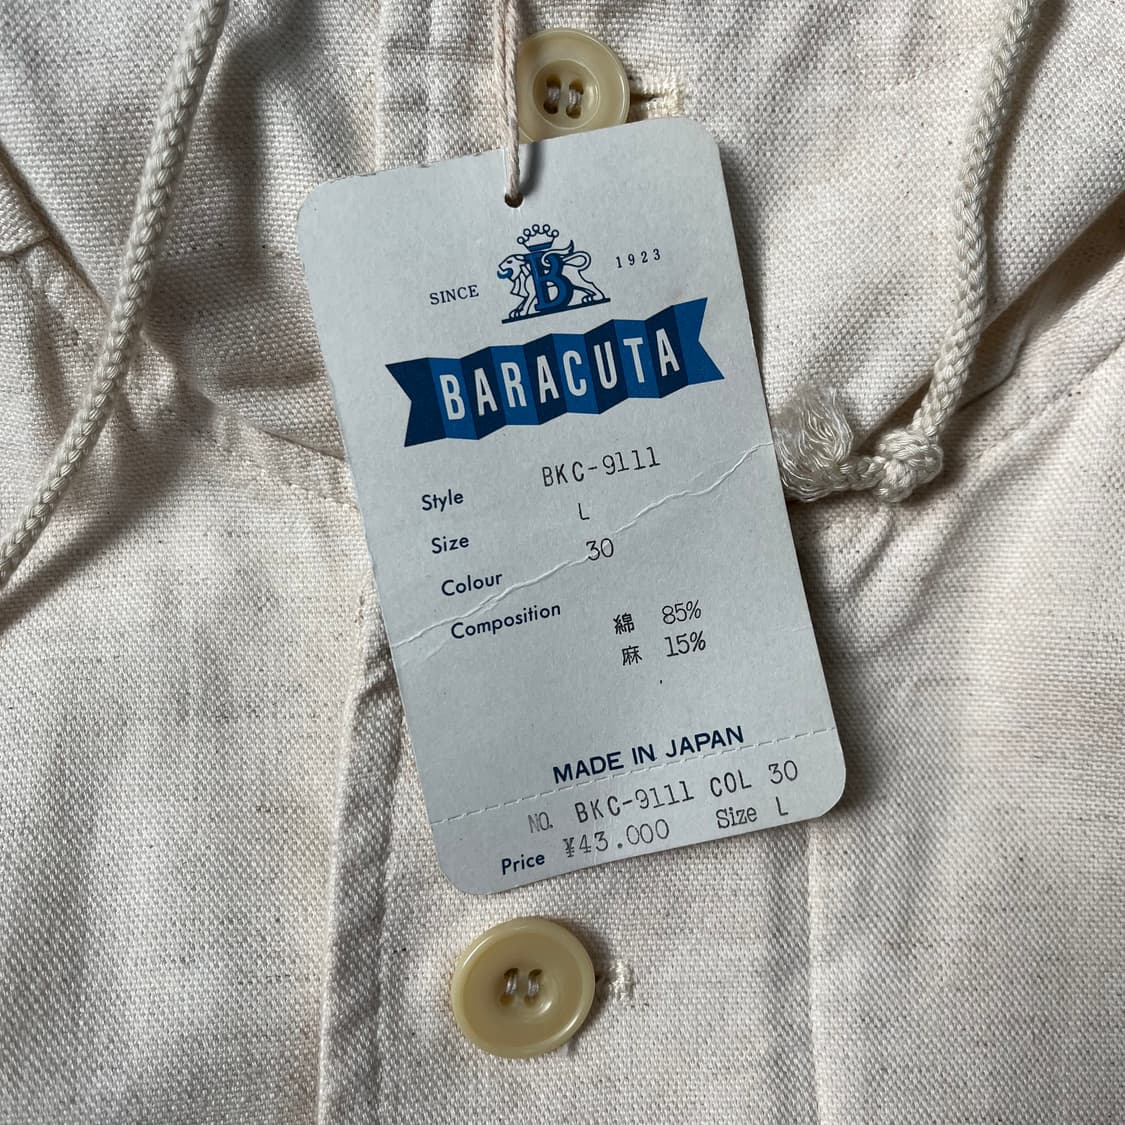 SINCE B 1923
BARACUTA
Style BKC-9111
Size L
Colour 30
Composition 綿 85%
麻 15%
MADE IN JAPAN
NO. BKC-9111 COL 30
Price ¥43.000 Size L